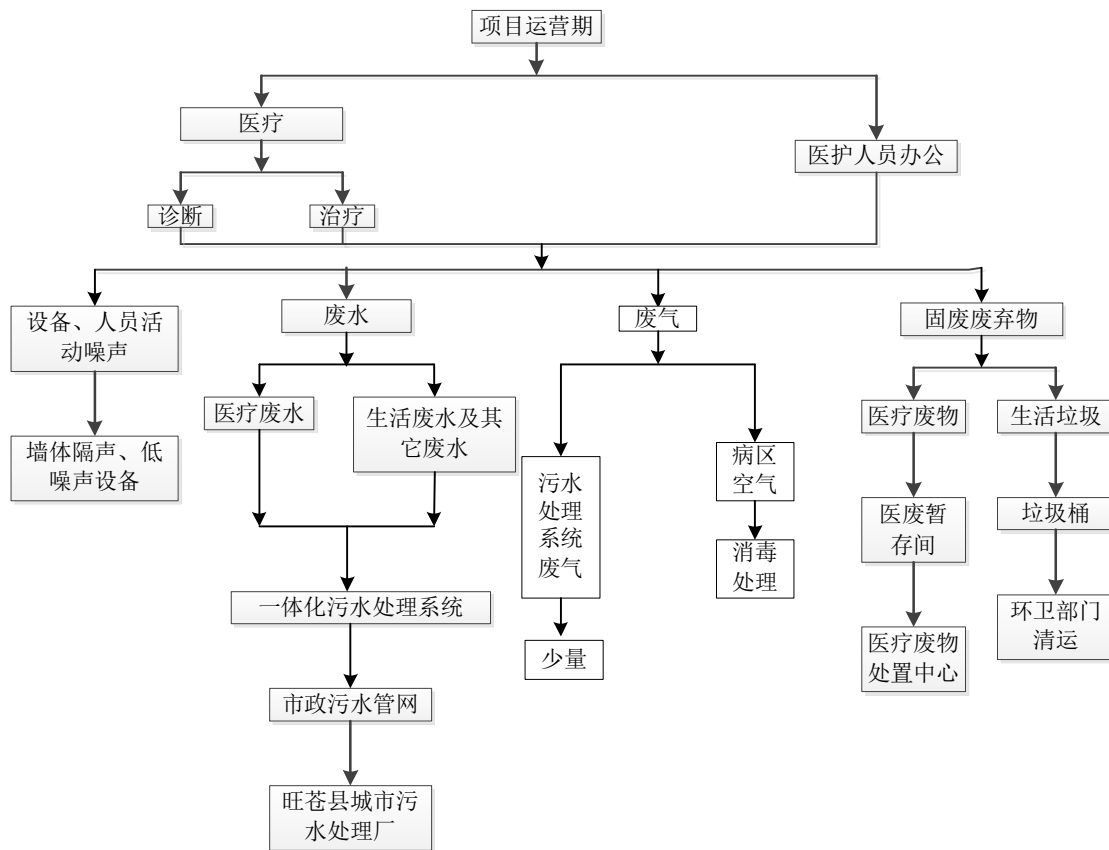 项目运营期
医疗
医护人员办公
诊断
治疗
设备、人员活
动噪声
废水
废气
固废废弃物
医疗废水
生活废水及其
它废水
医疗废物
生活垃圾
墙体隔声、低
噪声设备
污水
处理
系统
废气
病区
空气
医废暂
存间
垃圾桶
消毒
处理
一体化污水处理系统
环卫部门
清运
少量
医疗废物
处置中心
市政污水管网
旺苍县城市污
水处理厂